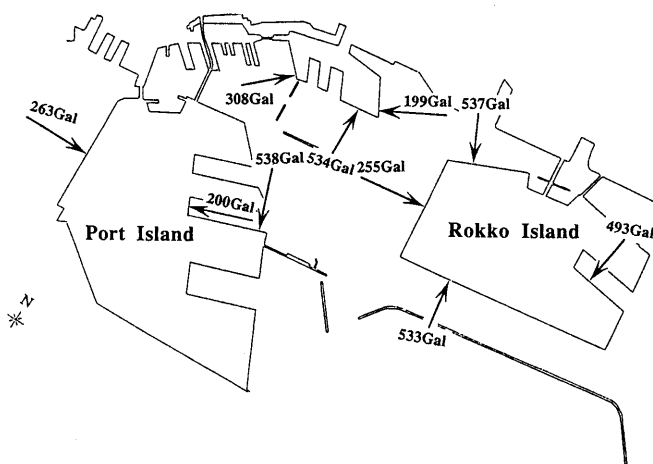 308Gal
199Gal
537Gal
263Gal
538Gal
534Gal
255Gal
200Gal
Port Island
Rokko Island
493Gal
N
533Gal